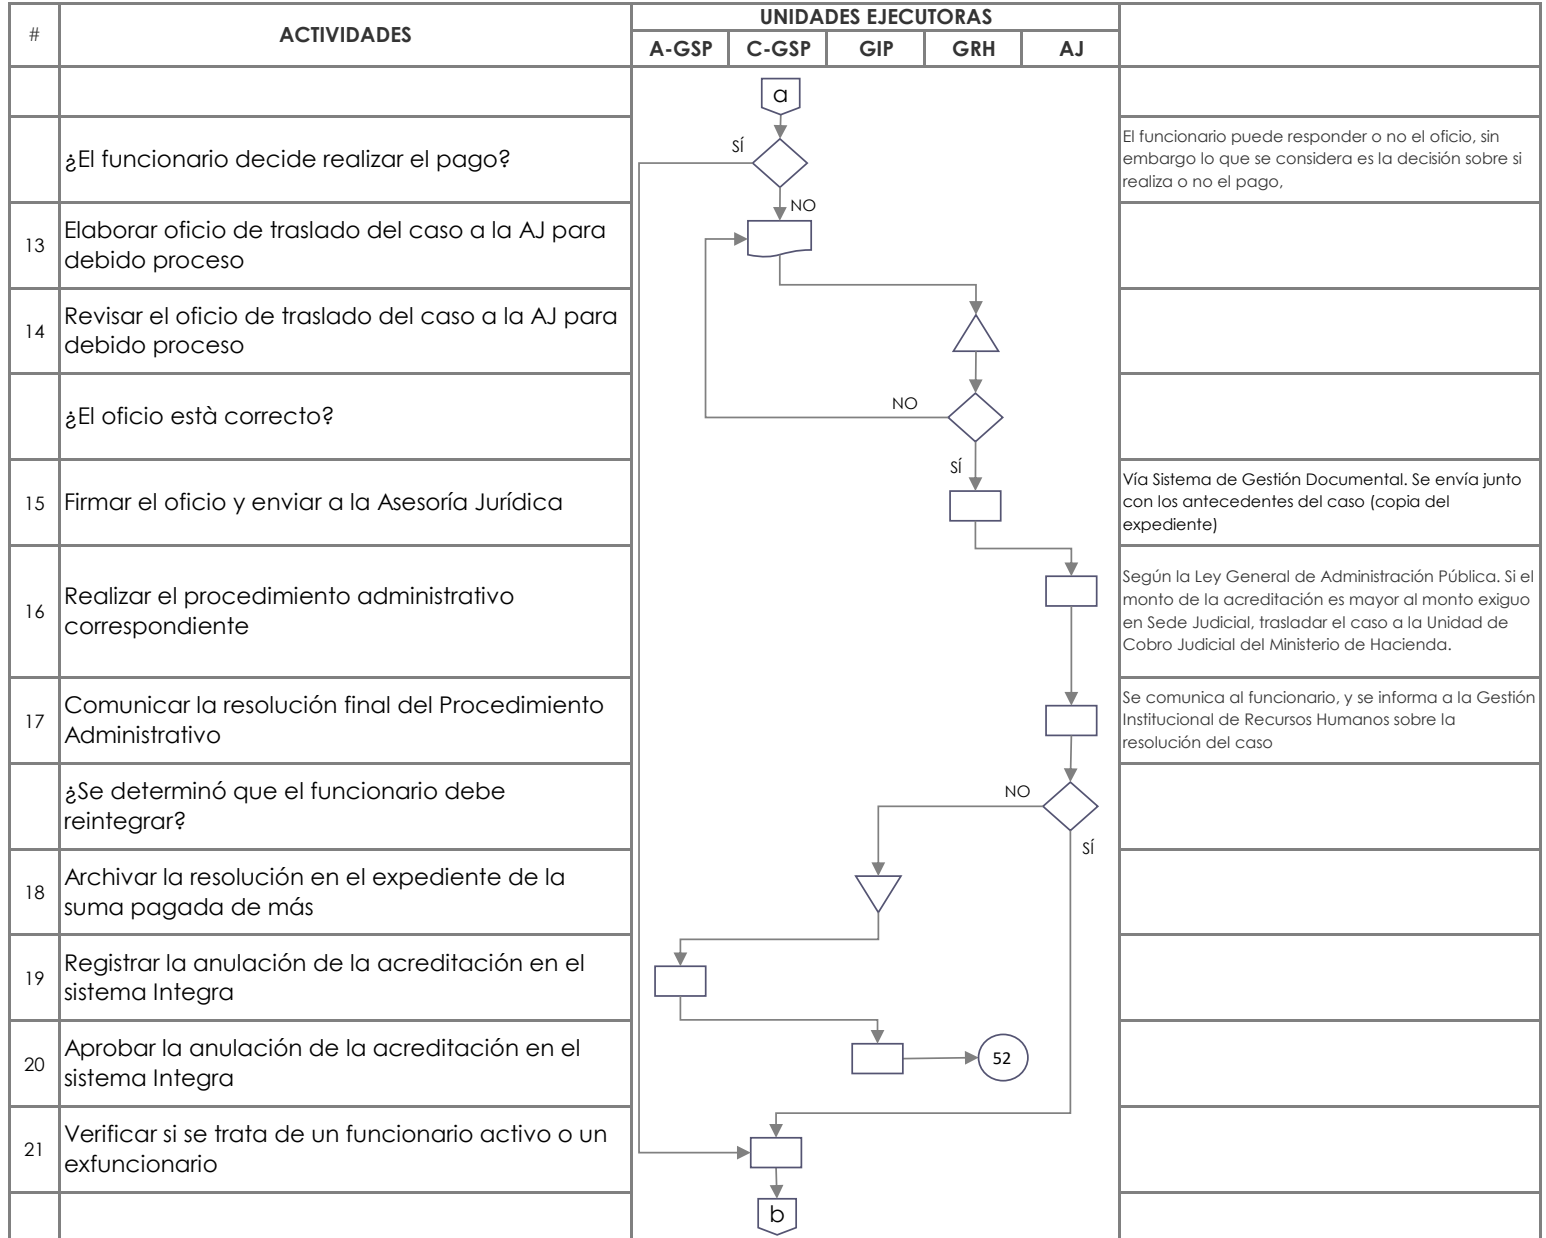 #
ACTIVIDADES
UNIDADES EJECUTORAS
A-GSP
C-GSP
GIP
GRH
AJ
a
¿El funcionario decide realizar el pago?
SÍ
NO
El funcionario puede responder o no el oficio, sin
embargo lo que se considera es la decisión sobre si
realiza o no el pago,
13
Elaborar oficio de traslado del caso a la AJ para
debido proceso
14
Revisar el oficio de traslado del caso a la AJ para
debido proceso
¿El oficio està correcto?
NO
SÍ
15
Firmar el oficio y enviar a la Asesoría Jurídica
Vía Sistema de Gestión Documental. Se envía junto
con los antecedentes del caso (copia del
expediente)
16
Realizar el procedimiento administrativo
correspondiente
Según la Ley General de Administración Pública. Si el
monto de la acreditación es mayor al monto exiguo
en Sede Judicial, trasladar el caso a la Unidad de
Cobro Judicial del Ministerio de Hacienda.
17
Comunicar la resolución final del Procedimiento
Administrativo
Se comunica al funcionario, y se informa a la Gestión
Institucional de Recursos Humanos sobre la
resolución del caso
¿Se determinó que el funcionario debe
reintegrar?
NO
SÍ
18
Archivar la resolución en el expediente de la
suma pagada de más
19
Registrar la anulación de la acreditación en el
sistema Integra
20
Aprobar la anulación de la acreditación en el
sistema Integra
52
21
Verificar si se trata de un funcionario activo o un
exfuncionario
b